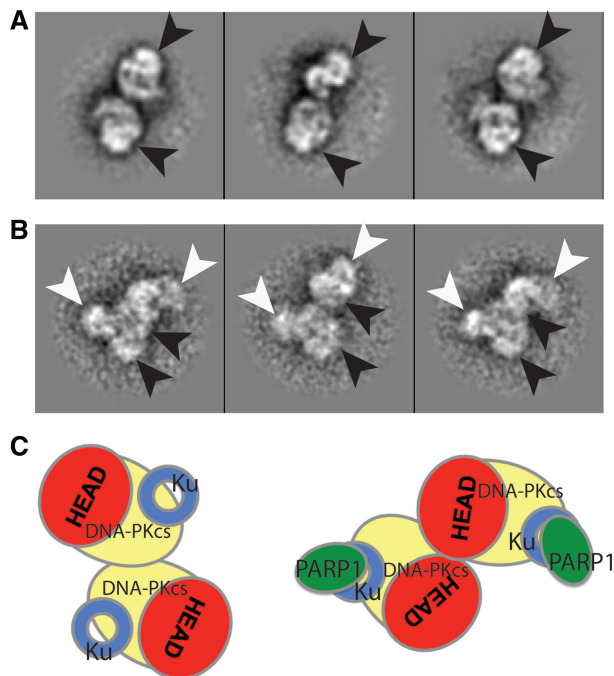 A
B
C
HEAD
Ku
DNA-PKcs
DNA-PKcs
HEAD
Ku
HEAD
DNA-PKcs
Ku
PARP1
PARP1
DNA-PKcs
Ku
HEAD